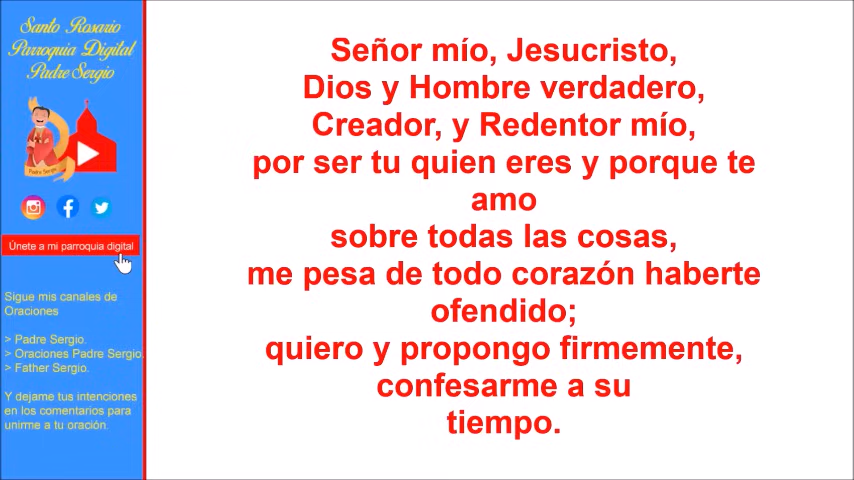 Santo Rosario
Parroquia Digital
Padre Sergio
Padre Sergio
Únete a mi parroquia digital
Sigue mis canales de
Oraciones
> Padre Sergio.
> Oraciones Padre Sergio.
> Father Sergio.
Y dejame tus intenciones
en los comentarios para
unirme a tu oración.
Señor mío, Jesucristo,
Dios y Hombre verdadero,
Creador, y Redentor mío,
por ser tu quien eres y porque te
amo
sobre todas las cosas,
me pesa de todo corazón haberte
ofendido;
quiero y propongo firmemente,
confesarme a su
tiempo.